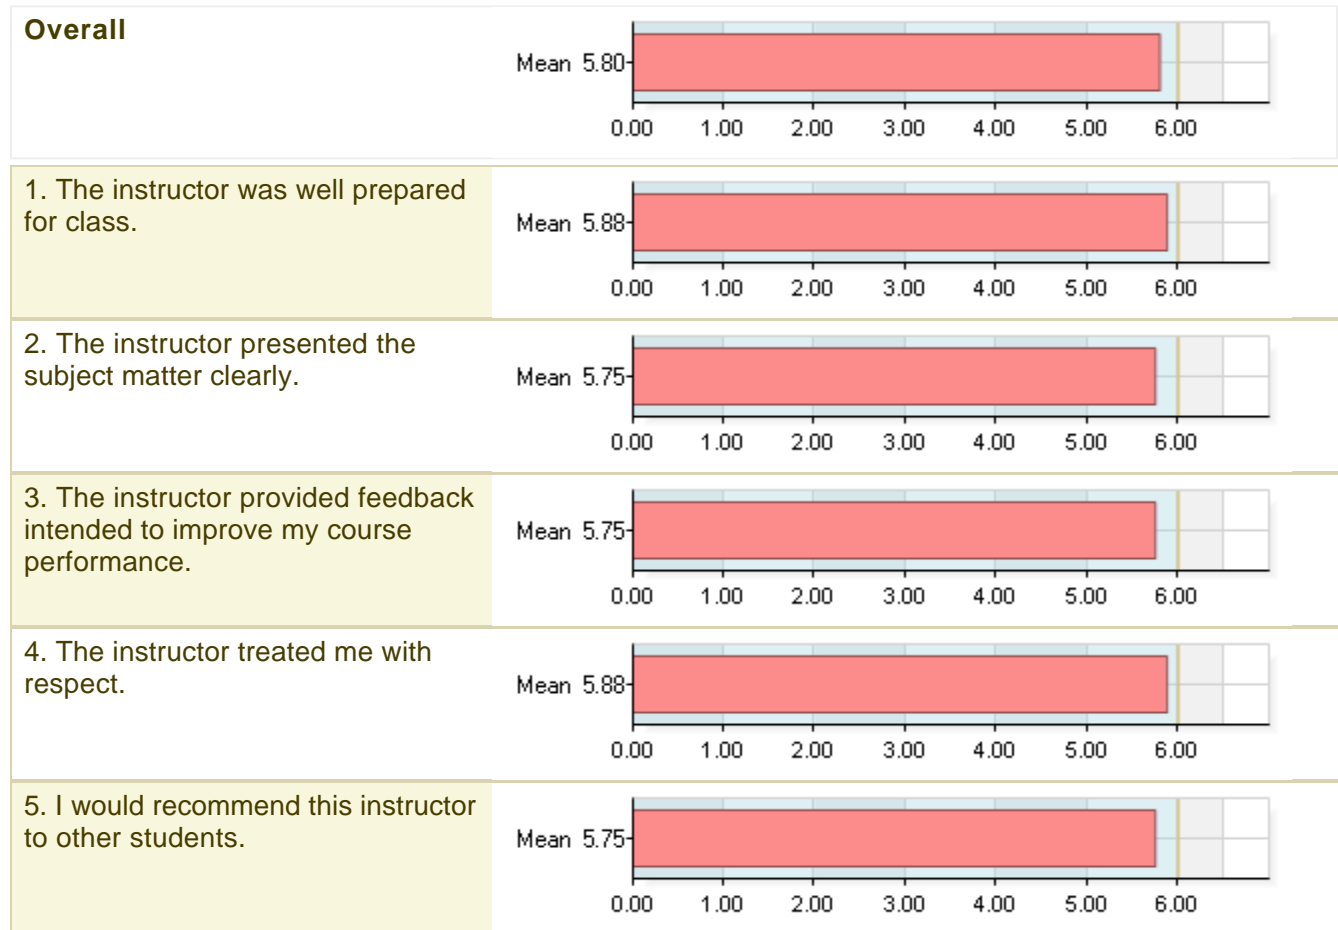 Overall
Mean 5.80
0.00 1.00 2.00 3.00 4.00 5.00 6.00
1. The instructor was well prepared
for class.
Mean 5.88
0.00 1.00 2.00 3.00 4.00 5.00 6.00
2. The instructor presented the
subject matter clearly.
Mean 5.75
0.00 1.00 2.00 3.00 4.00 5.00 6.00
3. The instructor provided feedback
intended to improve my course
performance.
Mean 5.75
0.00 1.00 2.00 3.00 4.00 5.00 6.00
4. The instructor treated me with
respect.
Mean 5.88
0.00 1.00 2.00 3.00 4.00 5.00 6.00
5. I would recommend this instructor
to other students.
Mean 5.75
0.00 1.00 2.00 3.00 4.00 5.00 6.00